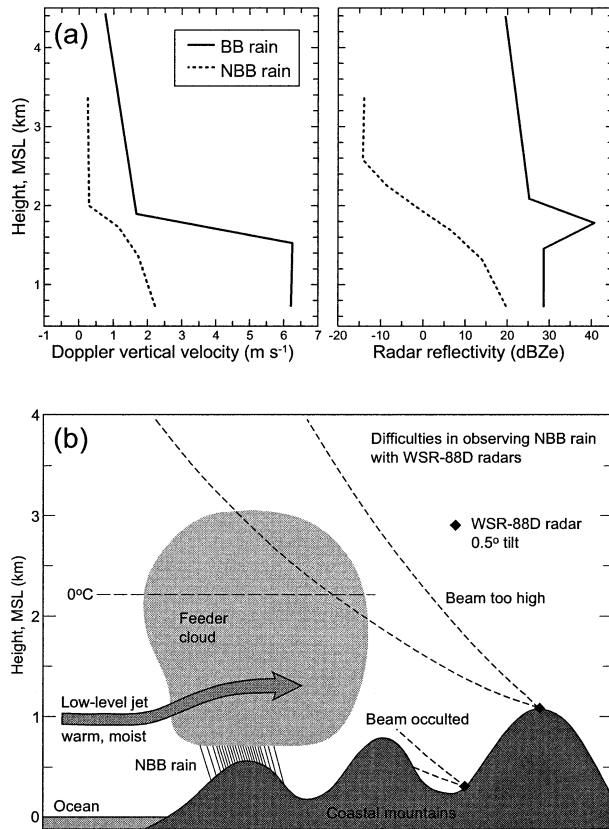 (a)
BB rain
NBB rain
Height, MSL (km)
4
3
2
1
-1 0 1 2 3 4 5 6 7
Doppler vertical velocity (m s-1)
-20 -10 0 10 20 30 40
Radar reflectivity (dBZe)
(b)
Difficulties in observing NBB rain
with WSR-88D radars
WSR-88D radar
0.5º tilt
Height, MSL (km)
4
3
2
1
0
0ºC
Feeder
cloud
Beam too high
Low-level jet
warm, moist
Beam occulted
NBB rain
Ocean
Coastal mountains